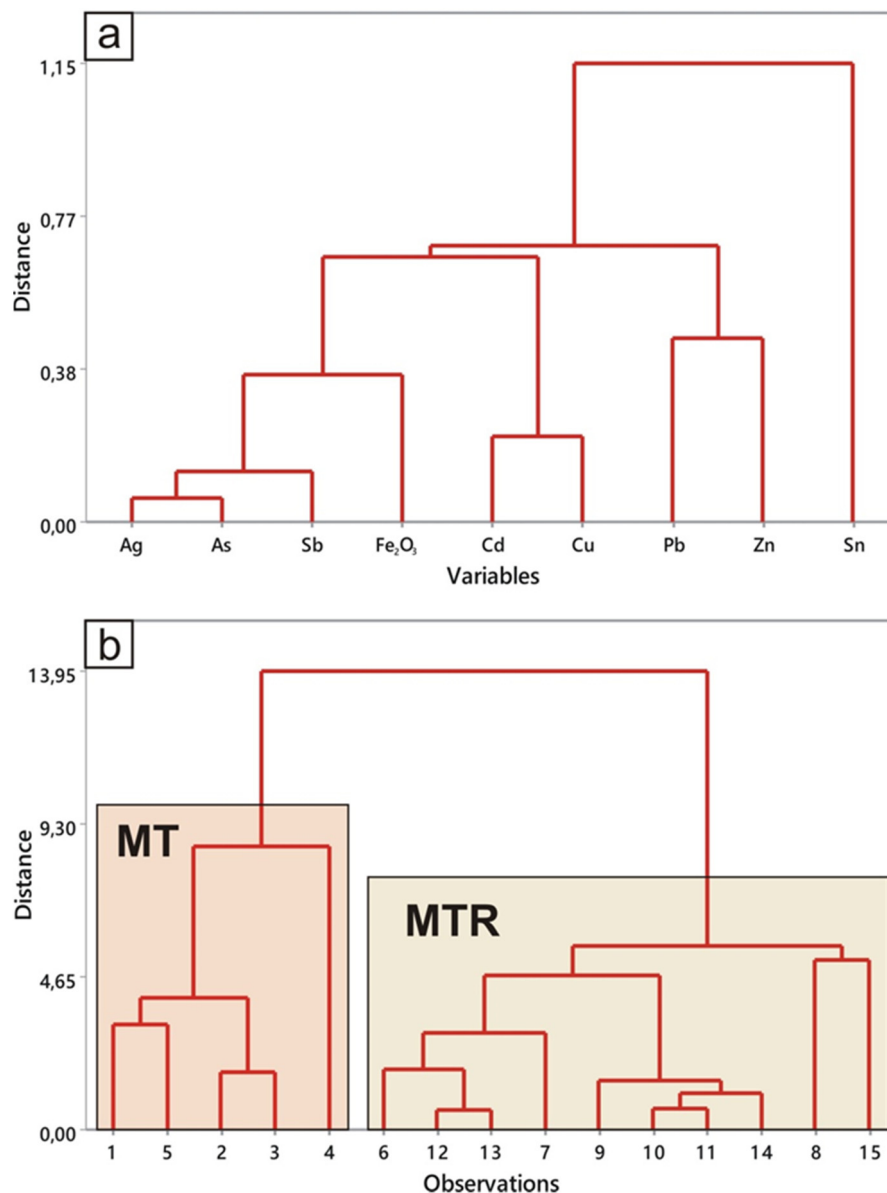 a
1,15
0,77
0,38
0,00
Distance
Ag As Sb Fe₂O₃ Cd Cu Pb Zn Sn
Variables
b
13,95
9,30
4,65
0,00
Distance
MT
MTR
1 5 2 3 4 6 12 13 7 9 10 11 14 8 15
Observations